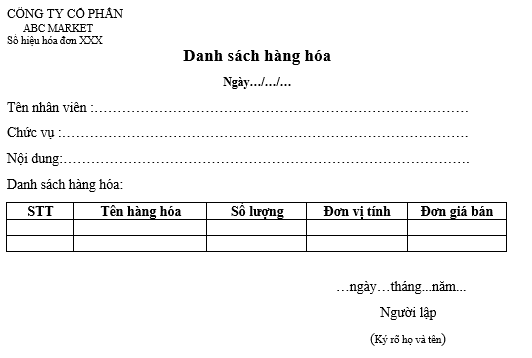 CÔNG TY CỔ PHẦN
ABC MARKET
Số hiệu hóa đơn XXX
Danh sách hàng hóa
Ngày…/…/…
Tên nhân viên :……………………………………………………………………
Chức vụ :…………………………………………………………………………
Nội dung:…………………………………………………………………………
Danh sách hàng hóa:
STT Tên hàng hóa Số lượng Đơn vị tính Đơn giá bán
…ngày…tháng...năm...
Người lập
(Ký rõ họ và tên)